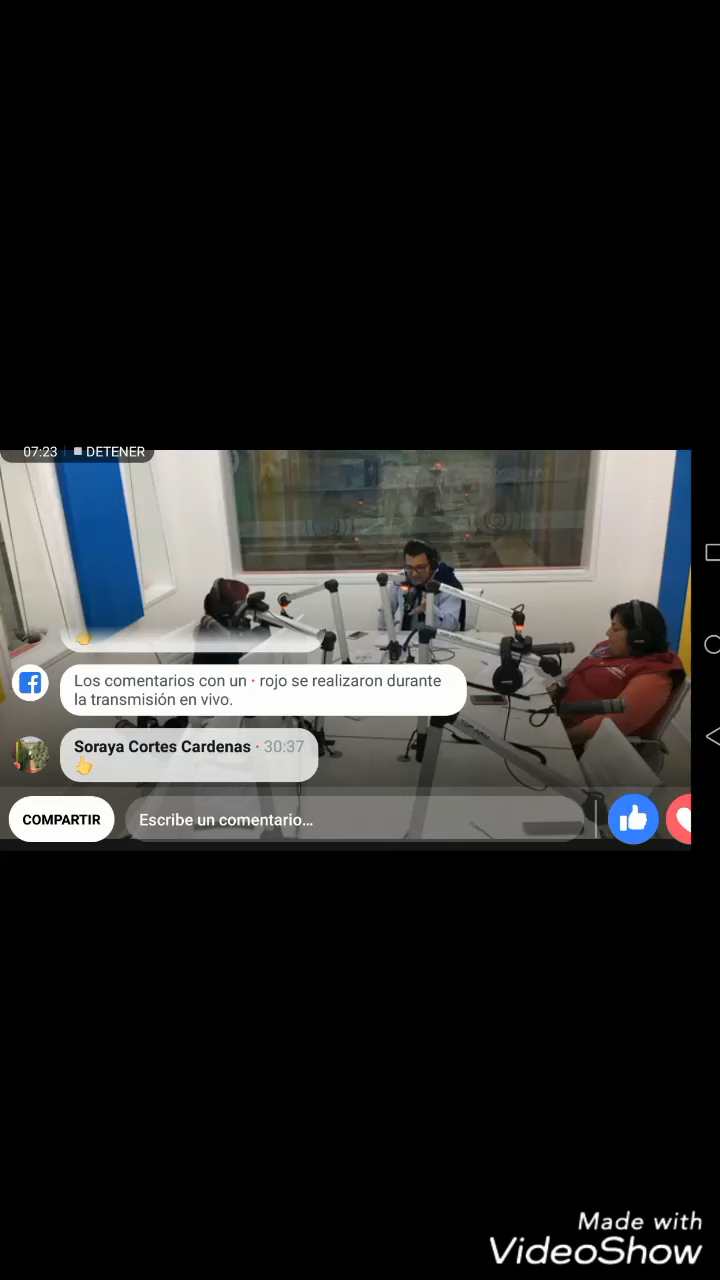 07:23 DETENER
Los comentarios con un · rojo se realizaron durante
la transmisión en vivo.
Soraya Cortes Cardenas · 30:37
COMPARTIR
Escribe un comentario...
Made with
VideoShow